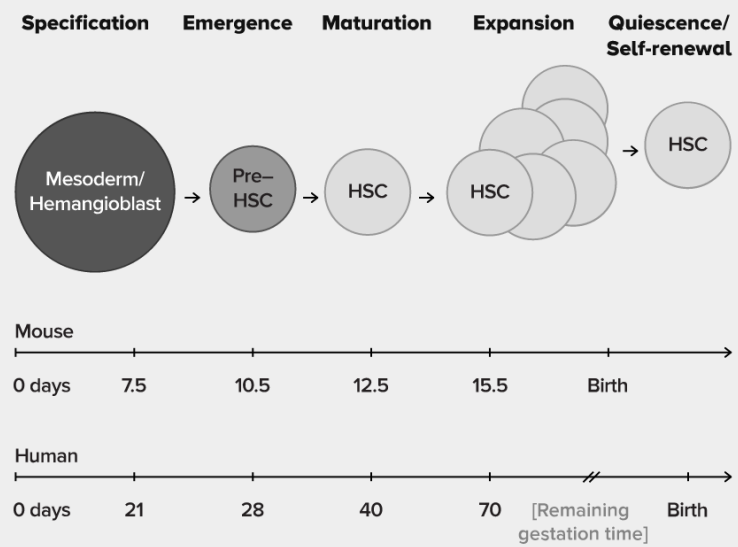 Specification Emergence Maturation Expansion Quiescence/
Self-renewal
Mesoderm/
Hemangioblast
Pre–
HSC
HSC
HSC
HSC
Mouse
0 days 7.5 10.5 12.5 15.5 Birth
Human
0 days 21 28 40 70 [Remaining
gestation time] Birth